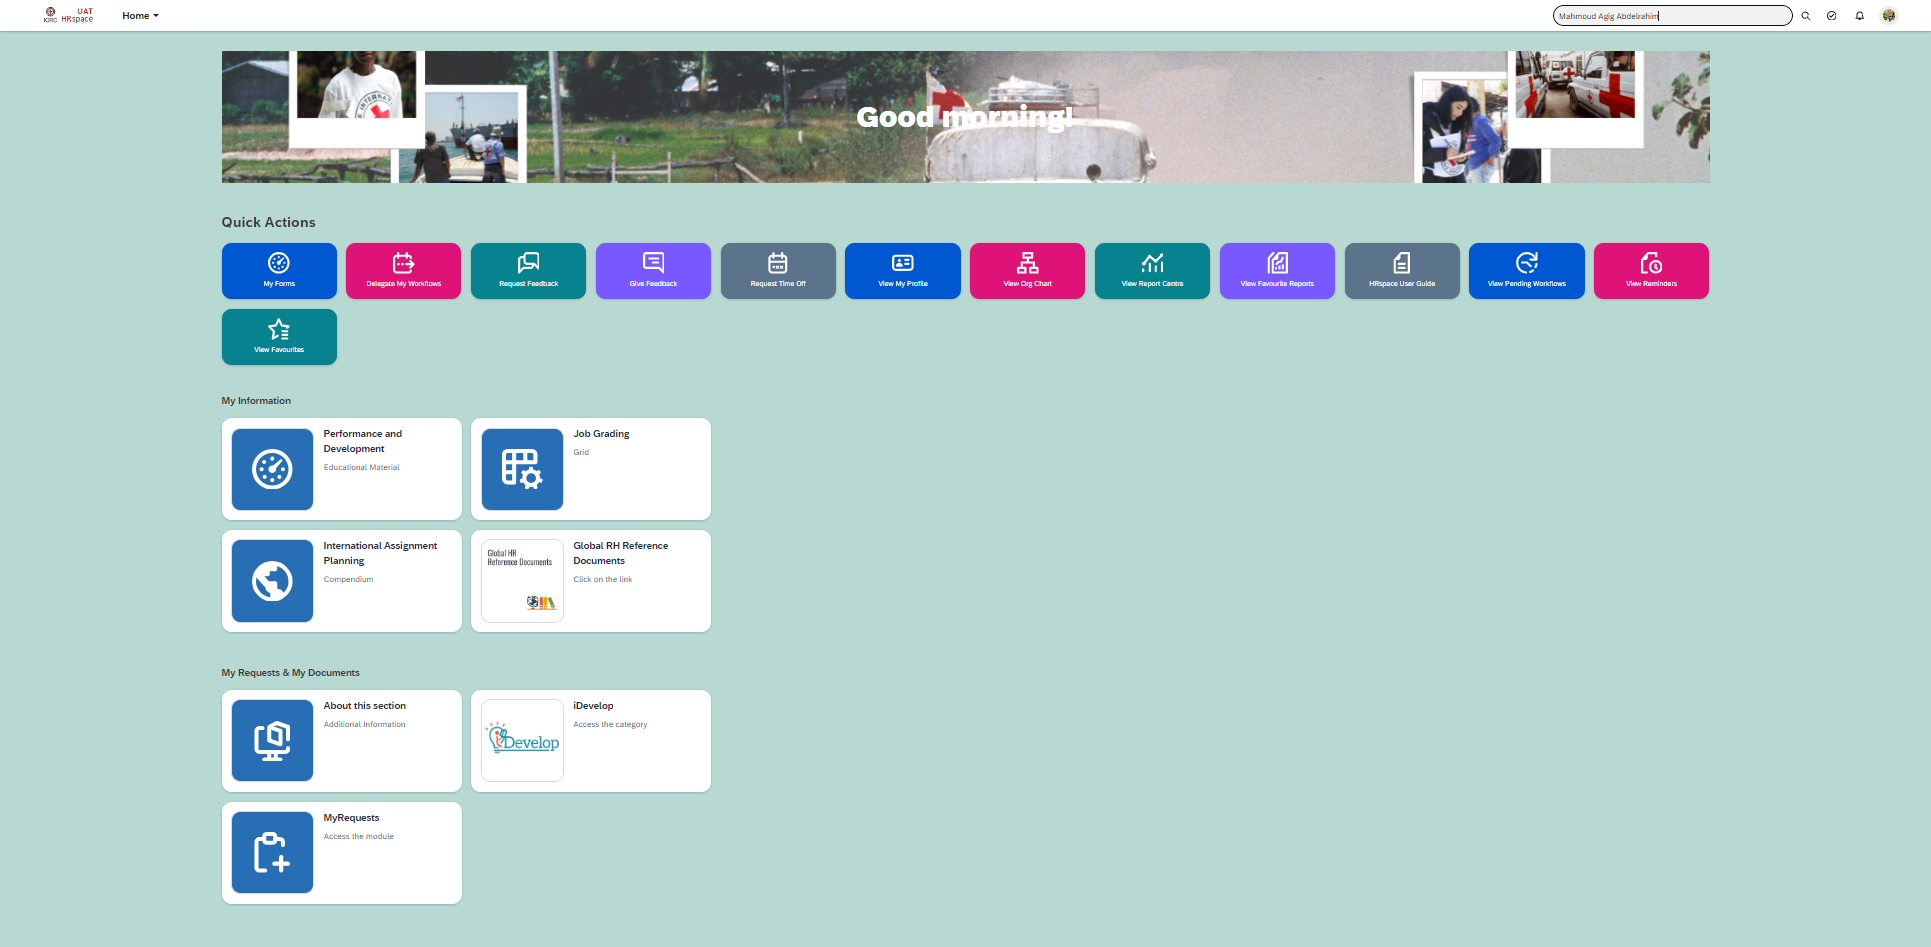 ICRC
UAT
HRspace
Home
Mahmoud Agig Abdelrahim
Good morning!
Quick Actions
My Forms
Delegate My Workflows
Request Feedback
Give Feedback
Request Time Off
View My Profile
View Org Chart
View Report Centre
View Favourite Reports
HRspace User Guide
View Pending Workflows
View Reminders
View Favourites
My Information
Performance and
Development
Educational Material
Job Grading
Grid
International Assignment
Planning
Compendium
Global HR
Reference Documents
Global RH Reference
Documents
Click on the link
My Requests & My Documents
About this section
Additional Information
iDevelop
iDevelop
Access the category
MyRequests
Access the module